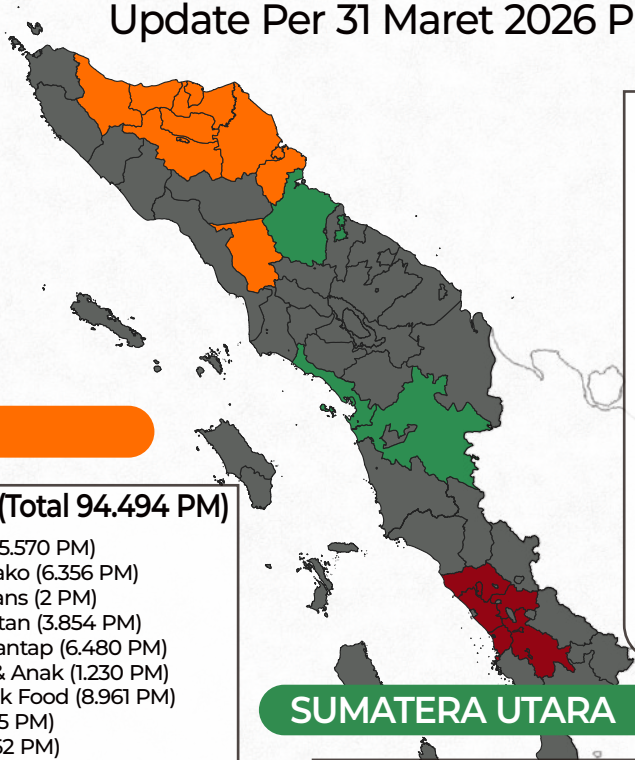 Update Per 31 Maret 2026 P
(Total 94.494 PM)
5.570 PM)
ako (6.356 PM)
ans (2 PM)
tan (3.854 PM)
antap (6.480 PM)
& Anak (1.230 PM)
k Food (8.961 PM)
5 PM)
52 PM)
SUMATERA UTARA